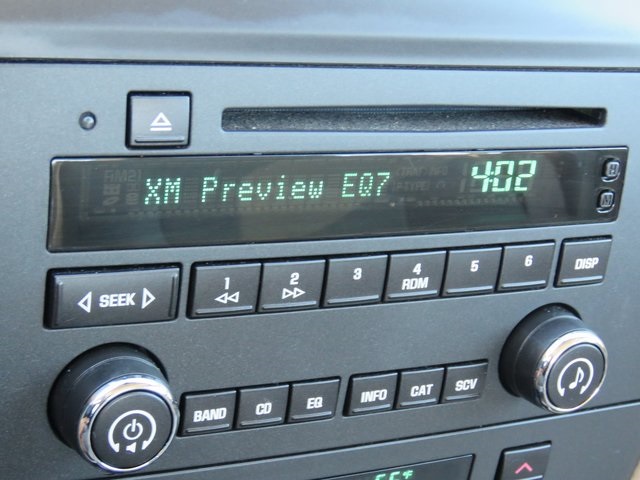 XM Preview EQ7 402
SEEK 1 2 3 4 RDM 5 6 DISP
BAND CD EQ INFO CAT SCV